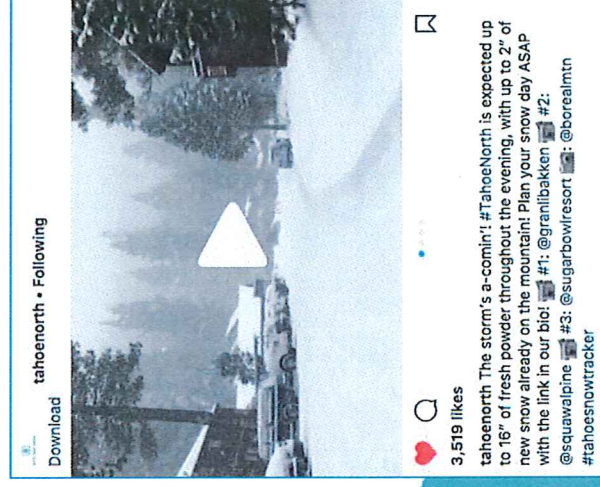 tahoenorth • Following
Download
3,519 likes
tahoenorth The storm's a-comin'! #TahoeNorth is expected up
to 16" of fresh powder throughout the evening, with up to 2" of
new snow already on the mountain! Plan your snow day ASAP
with the link in our bio! 📷 #1: @granlibakken 📷 #2:
@squawalpine 📷 #3: @sugarbowlresort 📷: @borealmtn
#tahoesnowtracker